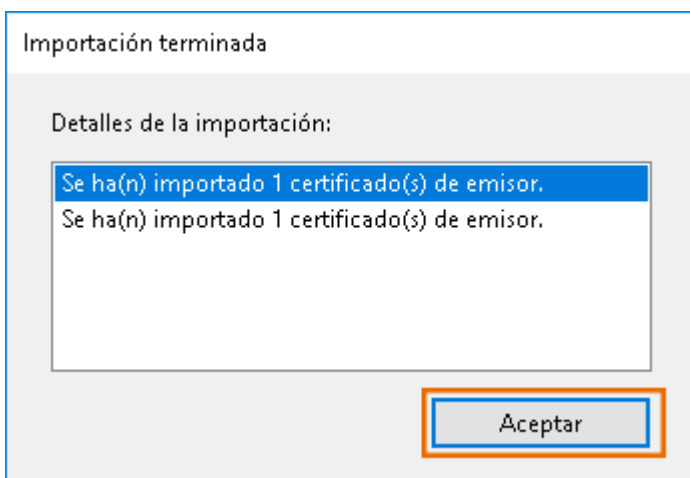 Importación terminada
Detalles de la importación:
Se ha(n) importado 1 certificado(s) de emisor.
Se ha(n) importado 1 certificado(s) de emisor.
Aceptar